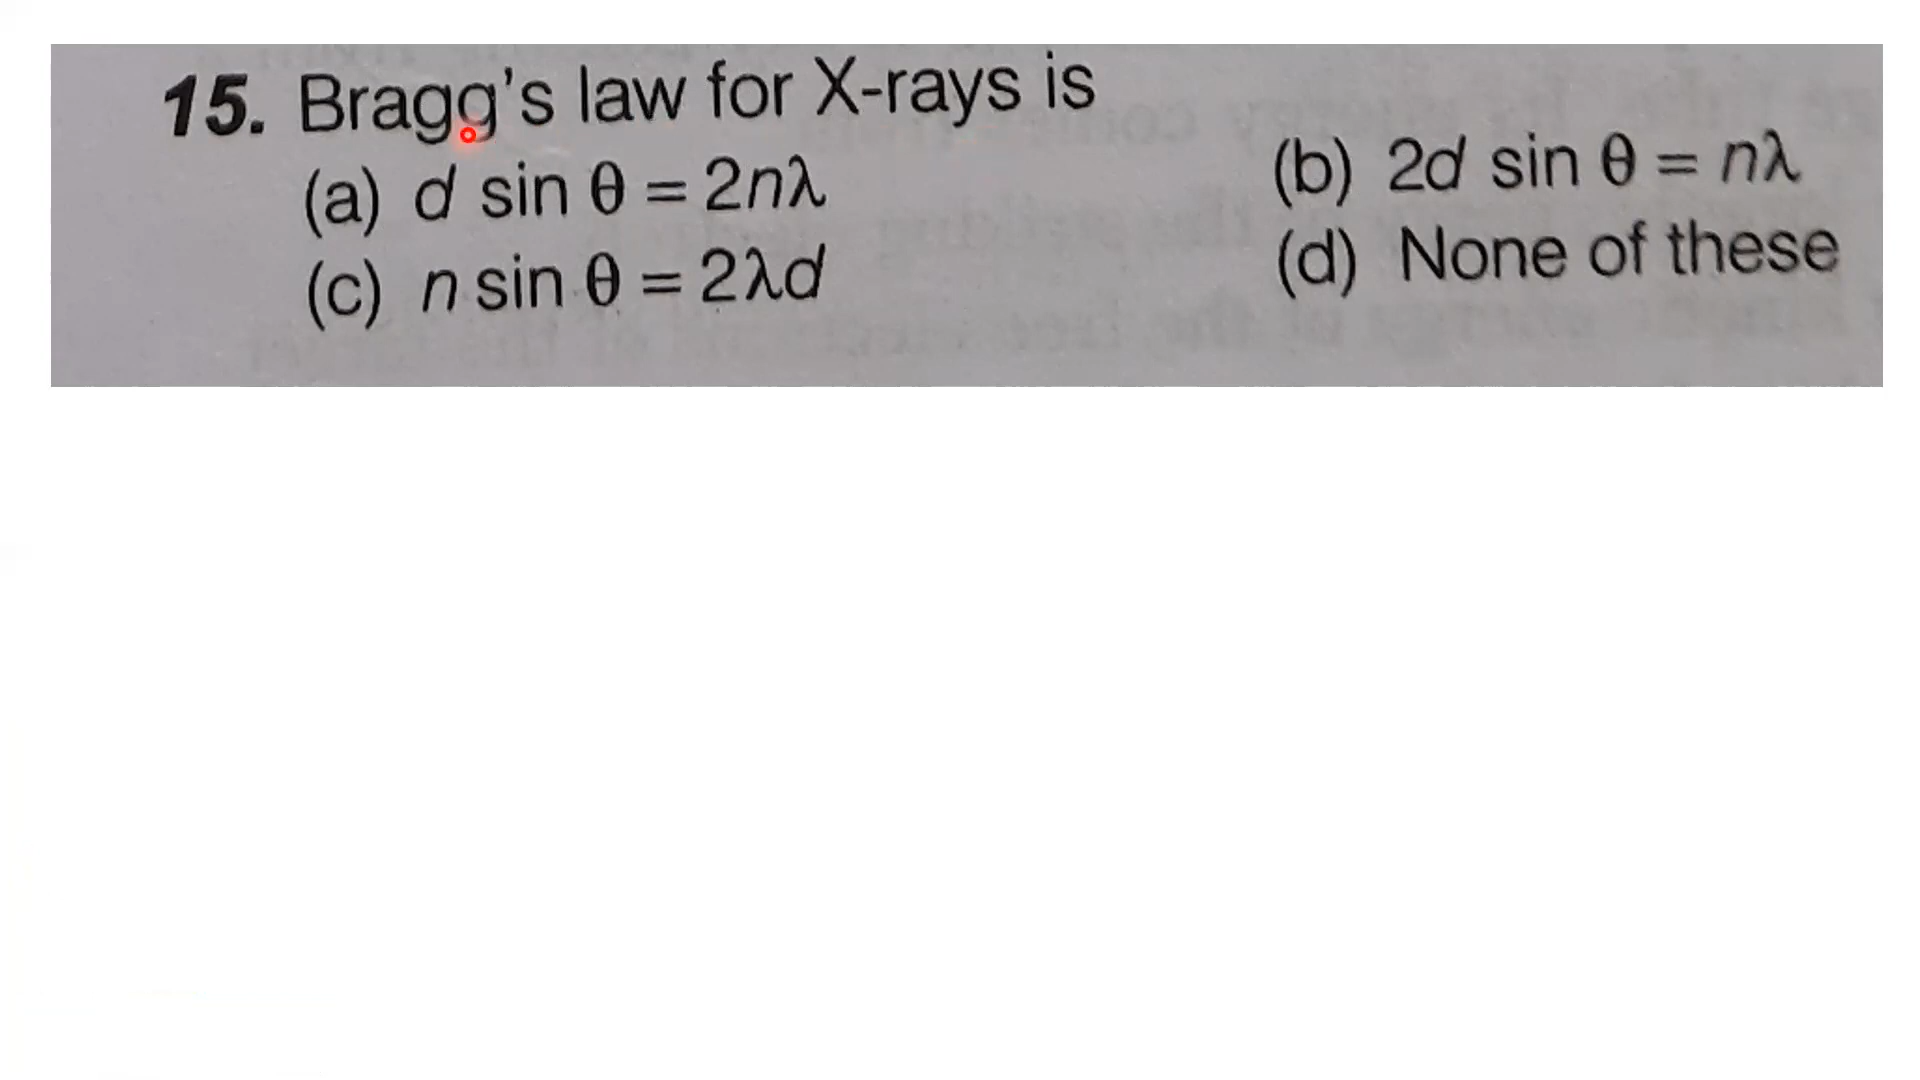 15. Bragg's law for X-rays is
(a) d sin θ = 2nλ
(b) 2d sin θ = nλ
(c) n sin θ = 2λd
(d) None of these